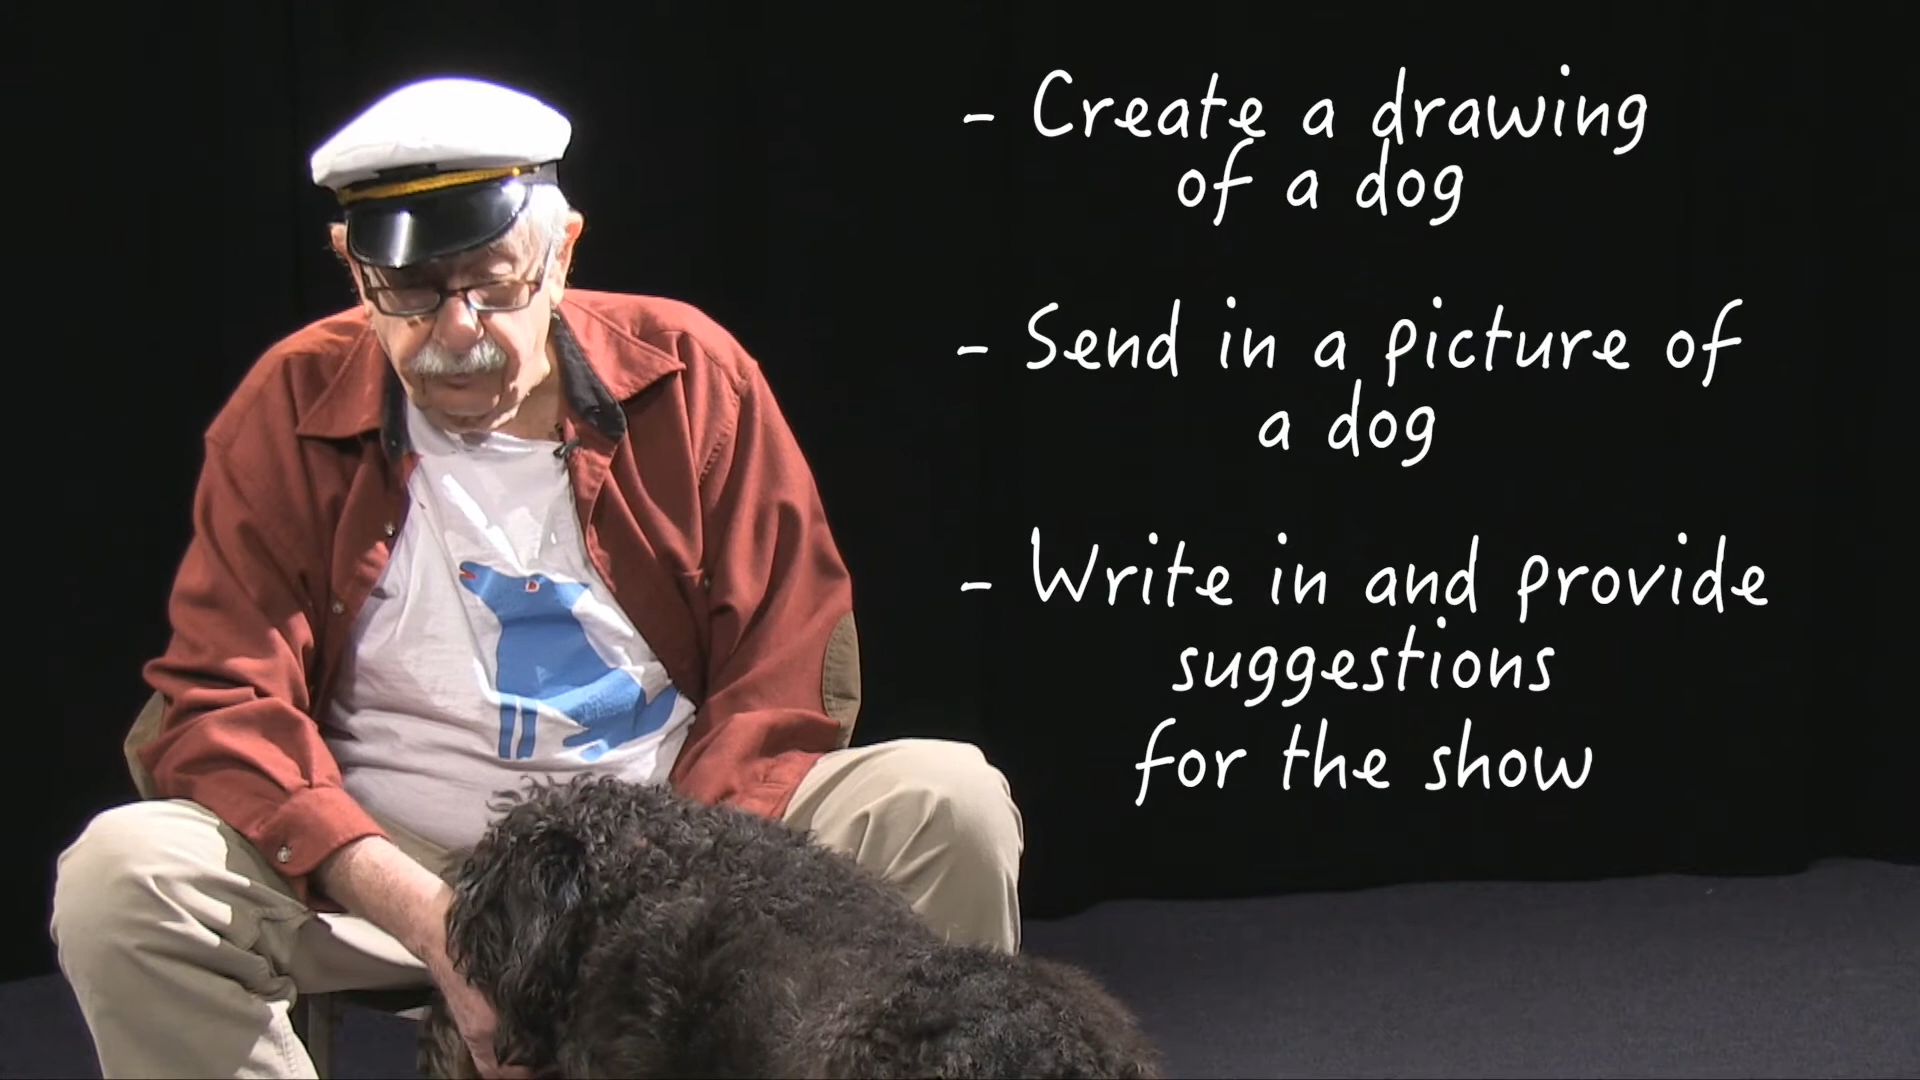 - Create a drawing
of a dog
- Send in a picture of
a dog
- Write in and provide
suggestions
for the show